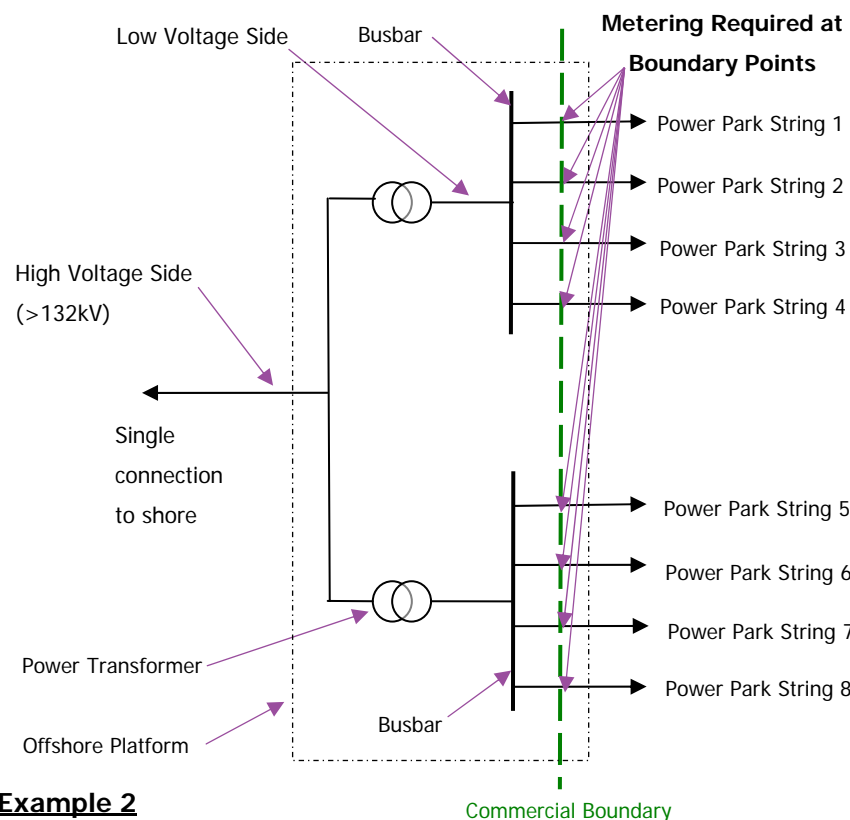 Metering Required at
Boundary Points
Low Voltage Side
Busbar
Power Park String 1
Power Park String 2
Power Park String 3
Power Park String 4
High Voltage Side
(>132kV)
Single
connection
to shore
Power Park String 5
Power Park String 6
Power Park String 7
Power Park String 8
Power Transformer
Offshore Platform
Busbar
Example 2
Commercial Boundary